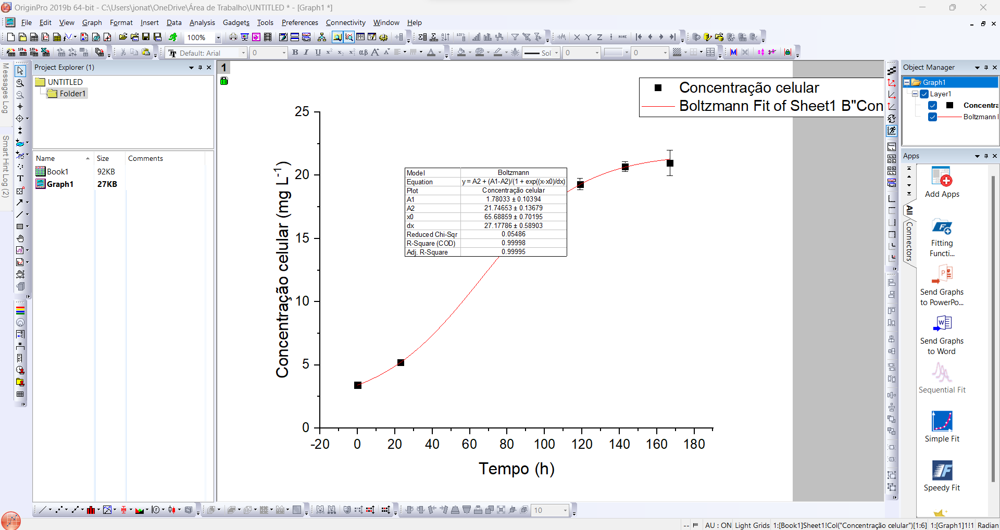 OriginPro 2019b 64-bit - C:\Users\jonat\OneDrive\Área de Trabalho\UNTITLED * - [Graph1 *]
File Edit View Graph Format Insert Data Analysis Gadgets Tools Preferences Connectivity Window Help
100%
Default: Arial 0 B I U Sol 0 0
Messages Log
Smart Hint Log (2)
Project Explorer (1)
UNTITLED
Folder1
Name Size Comments
Book1 92KB
Graph1 27KB
1
Concentração celular
Boltzmann Fit of Sheet1 B"Con
25
20
15
10
5
0
Concentração celular (mg L-1)
Model Boltzmann
Equation y = A2 + (A1-A2)/(1 + exp((x-x0)/dx)
Plot Concentração celular
A1 1.78033 ± 0.10394
A2 21.74653 ± 0.13679
x0 65.68859 ± 0.70195
dx 27.17786 ± 0.58903
Reduced Chi-Sqr 0.05486
R-Square (COD) 0.99998
Adj. R-Square 0.99995
-20 0 20 40 60 80 100 120 140 160 180
Tempo (h)
Object Manager
Graph1
Layer1
Concentra
Boltzmann
Apps
All
Connectors
Add Apps
Fitting
Functi...
Send Graphs
to PowerPo...
Send Graphs
to Word
Sequential Fit
Simple Fit
Speedy Fit
10
-- AU : ON Light Grids 1:[Book1]Sheet1!Col("Concentração celular")[1:6] 1:[Graph1]1!1 Radian